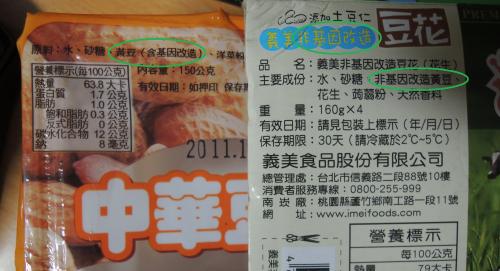 原料:水、砂糖、黃豆(含基因改造)、洋菜粉
營養標示(每100公克)
熱量 63.8 大卡
蛋白質 1.7 公克
脂肪 1.0 公克
飽和脂肪 0.3 公克
反式脂肪 0 公克
碳水化合物 12 公克
鈉 8 毫克
內容量:150公克
有效日期:如押印 保存期
2011.1
中華豆
添加土豆仁
義美非基因改造
豆花
品名:義美非基因改造豆花(花生)
主要成份:水、砂糖、非基因改造黃豆、
花生、蒟蒻粉、天然香料
重量:160g×4
有效日期:請見包裝上標示(年/月/日)
保存期限:30天(請冷藏於2℃~5℃)
義美食品股份有限公司
總管理處:台北市信義路二段88號10樓
消費者服務專線:0800-255-999
南崁廠:桃園縣蘆竹鄉南工路一段11號
網址:www.imeifoods.com
營養標示
每100公克
熱量 79大卡